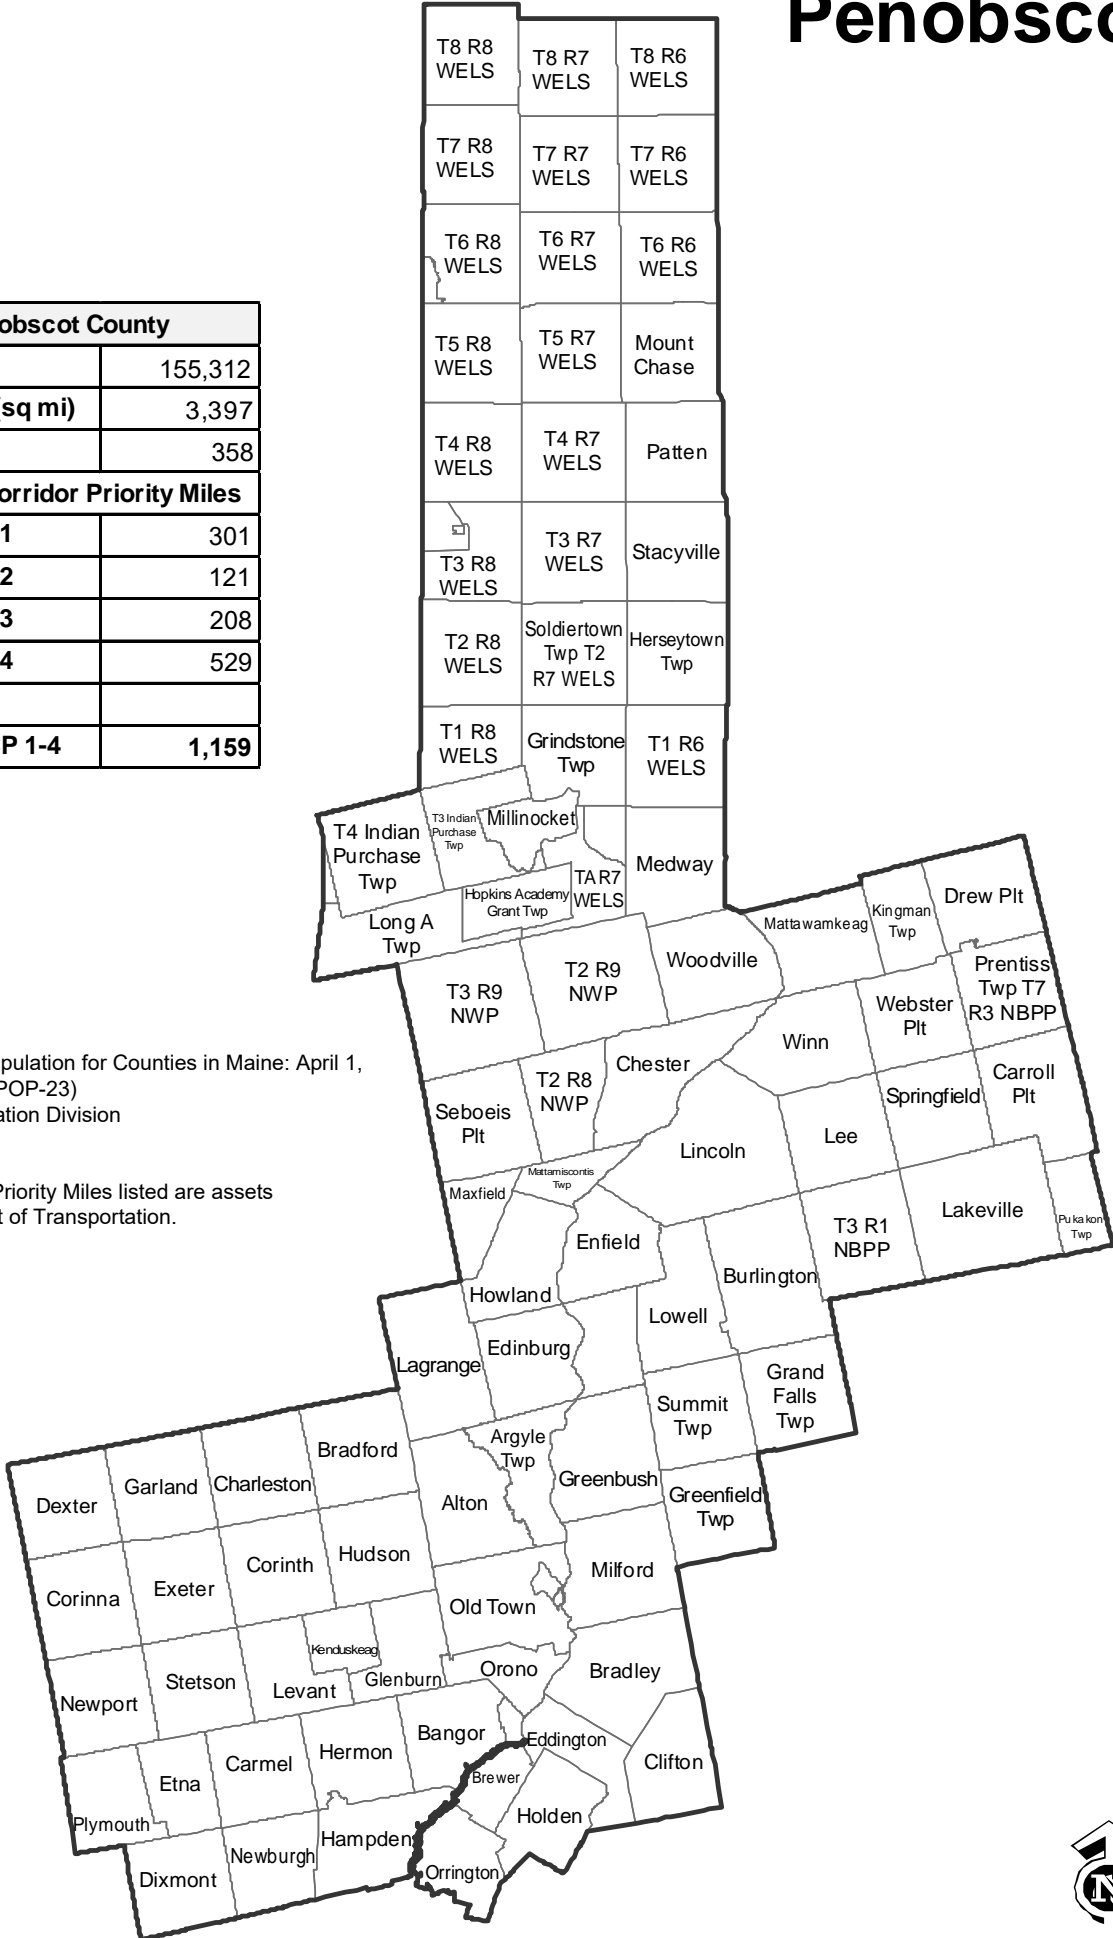 Penobsco
obscot County
155,312
(sq mi) 3,397
358
orridor Priority Miles
1 301
2 121
3 208
4 529
P 1-4 1,159
pulation for Counties in Maine: April 1,
POP-23)
ation Division
Priority Miles listed are assets
t of Transportation.
T8 R8
WELS
T8 R7
WELS
T8 R6
WELS
T7 R8
WELS
T7 R7
WELS
T7 R6
WELS
T6 R8
WELS
T6 R7
WELS
T6 R6
WELS
T5 R8
WELS
T5 R7
WELS
Mount
Chase
T4 R8
WELS
T4 R7
WELS
Patten
T3 R8
WELS
T3 R7
WELS
Stacyville
T2 R8
WELS
Soldiertown
Twp T2
R7 WELS
Herseytown
Twp
T1 R8
WELS
Grindstone
Twp
T1 R6
WELS
T4 Indian
Purchase
Twp
T3 Indian
Purchase
Twp
Millinocket
Medway
TA R7
WELS
Hopkins Academy
Grant Twp
Long A
Twp
Mattawamkeag
Kingman
Twp
Drew Plt
T3 R9
NWP
T2 R9
NWP
Woodville
Prentiss
Twp T7
R3 NBPP
Webster
Plt
Winn
Chester
T2 R8
NWP
Seboeis
Plt
Springfield
Carroll
Plt
Lee
Lincoln
Mattamiscontis
Twp
Maxfield
Lakeville
Pukakon
Twp
T3 R1
NBPP
Enfield
Burlington
Howland
Lowell
Edinburg
Lagrange
Grand
Falls
Twp
Summit
Twp
Argyle
Twp
Greenbush
Greenfield
Twp
Bradford
Charleston
Garland
Dexter
Alton
Hudson
Corinth
Exeter
Corinna
Milford
Old Town
Kenduskeag
Glenburn
Orono
Bradley
Levant
Stetson
Newport
Bangor
Eddington
Clifton
Hermon
Carmel
Etna
Brewer
Holden
Plymouth
Hampden
Newburgh
Dixmont
Orrington
N